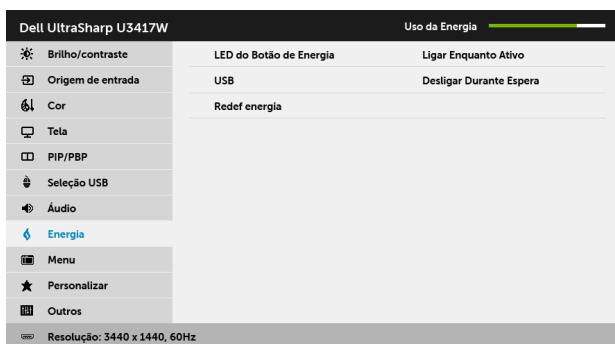 Dell UltraSharp U3417W Uso da Energia
Brilho/contraste LED do Botão de Energia Ligar Enquanto Ativo
Origem de entrada USB Desligar Durante Espera
Cor Redef energia
Tela
PIP/PBP
Seleção USB
Áudio
Energia
Menu
Personalizar
Outros
Resolução: 3440 x 1440, 60Hz